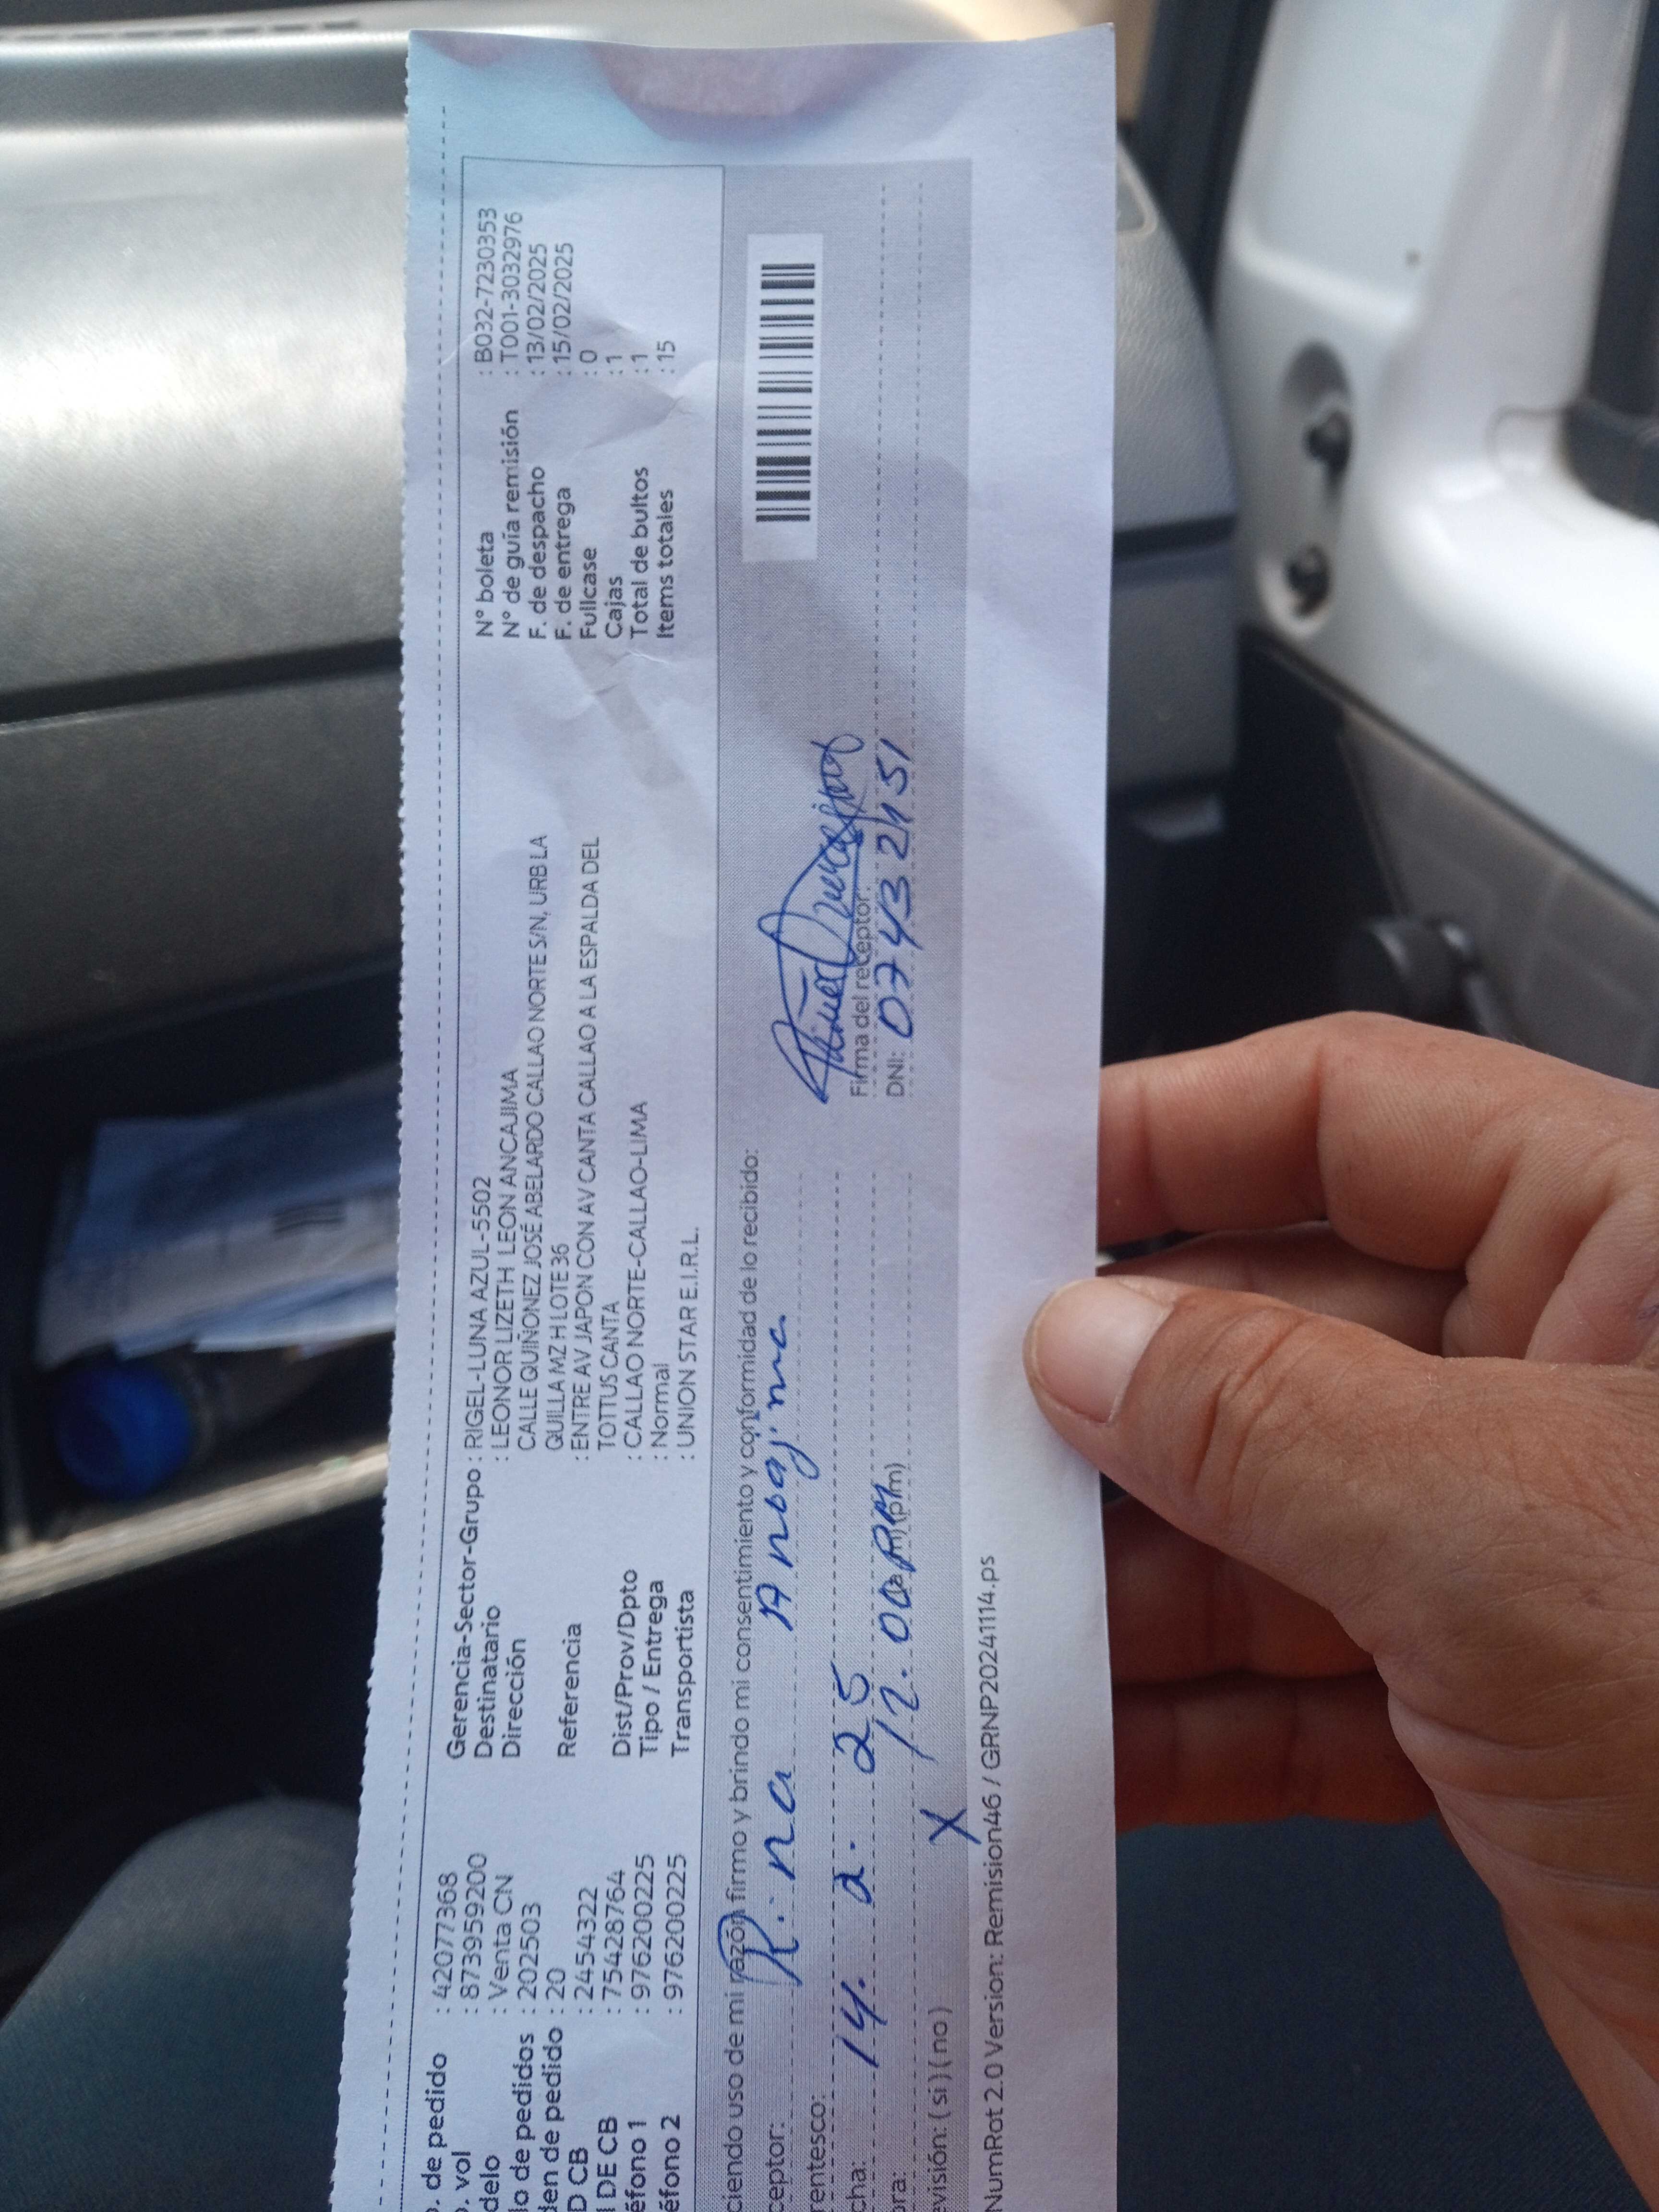 . de pedido : 42077368
. vol : 8739959200
delo : Venta CN
o de pedidos : 202503
den de pedido : 20
D CB : 2454322
DE CB : 75428764
éfono 1 : 976200225
éfono 2 : 976200225
Gerencia-Sector-Grupo : RIGEL-LUNA AZUL-5502
Destinatario : LEONOR LIZETH LEON ANCAJIMA
Dirección CALLE QUIÑONEZ JOSÉ ABELARDO CALLAO NORTE S/N, URB LA
QUILLA MZ H LOTE 36
Referencia : ENTRE AV JAPON CON AV CANTA CALLAO A LA ESPALDA DEL
TOTTUS CANTA
Dist/Prov/Dpto : CALLAO NORTE-CALLAO-LIMA
Tipo / Entrega : Normal
Transportista : UNION STAR E.I.R.L.
N° boleta : B032-7230353
N° de guía remisión : T001-3032976
F. de despacho : 13/02/2025
F. de entrega : 15/02/2025
Fullcase : 0
Cajas : 1
Total de bultos : 1
Items totales : 15
ciendo uso de mi razón firmo y brindo mi consentimiento y conformidad de lo recibido:
ceptor: Rina
rentesco:
cha: 14. 2. 25
ora: 12.00 PM (am) (pm)
evisión: ( si ) ( no ) X
Firma del receptor:
DNI: 07432451
NumRot 2.0 Version: Remision46 / GRNP20241114.ps